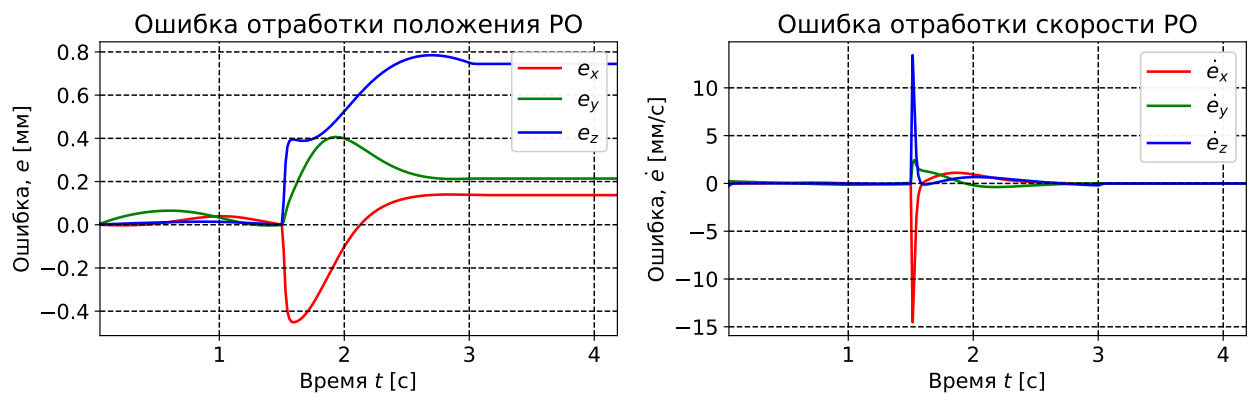 Ошибка отработки положения РО
Ошибка, e [мм]
0.8
0.6
0.4
0.2
0.0
−0.2
−0.4
1 2 3 4
Время t [с]
e_x
e_y
e_z
Ошибка отработки скорости РО
Ошибка, ė [мм/с]
10
5
0
−5
−10
−15
1 2 3 4
Время t [с]
ė_x
ė_y
ė_z